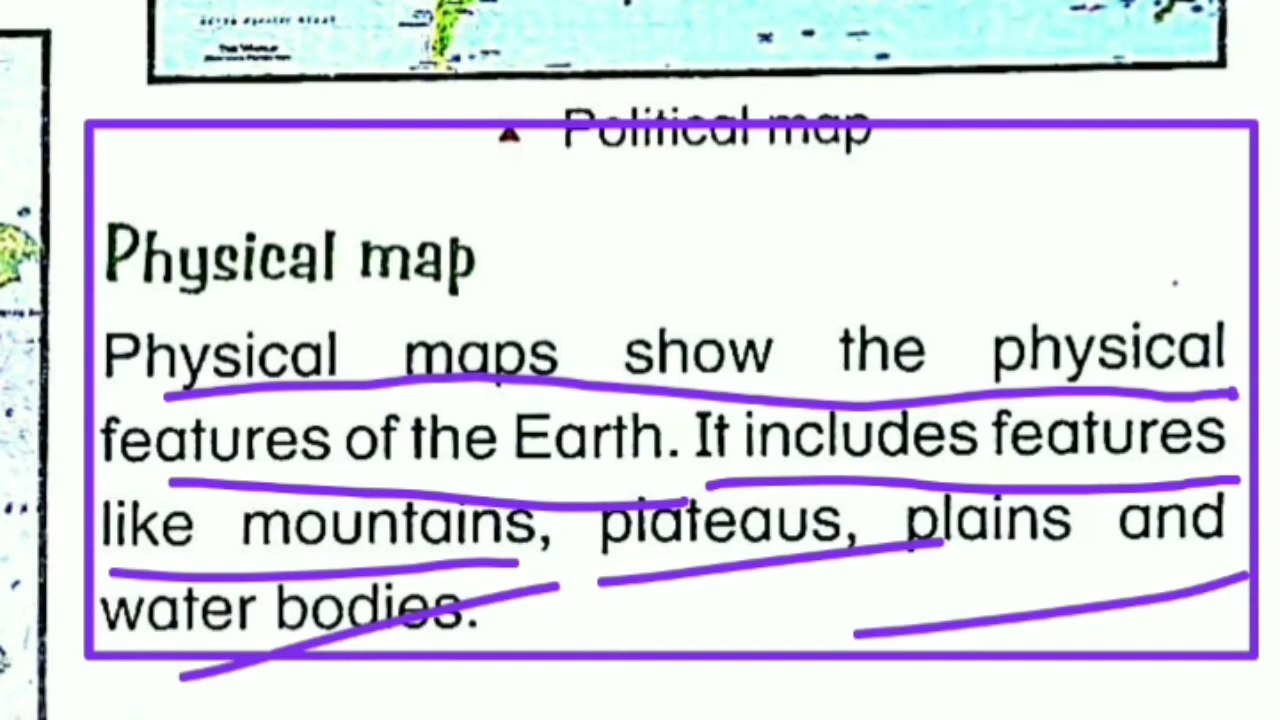 Political map
Physical map
Physical maps show the physical
features of the Earth. It includes features
like mountains, plateaus, plains and
water bodies.